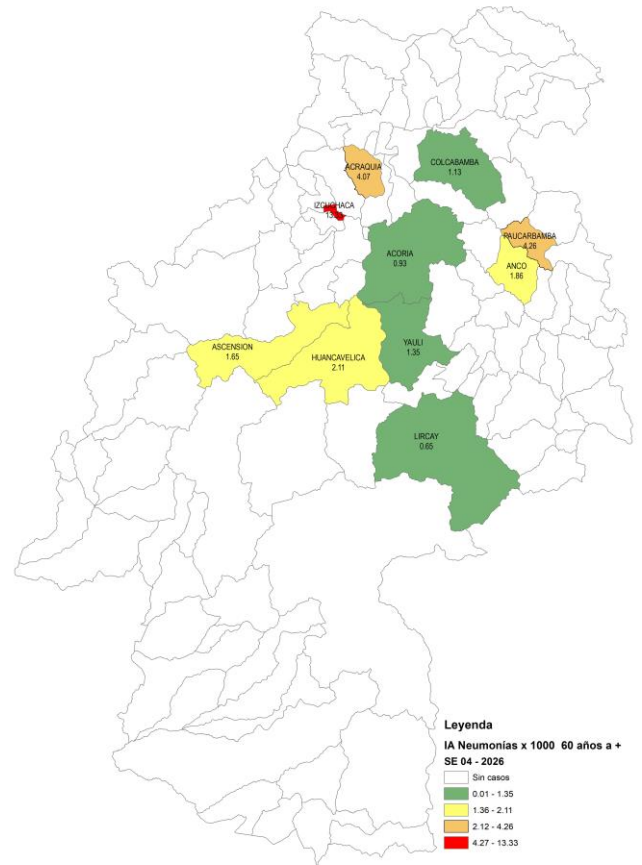 ACRAQUIA
4.07
COLCABAMBA
1.13
IZCUCHACA
PAUCARBAMBA
4.26
ACORIA
0.93
ANCO
1.86
ASCENSION
1.65
YAULI
1.35
HUANCAVELICA
2.11
LIRCAY
0.65
Leyenda
IA Neumonías x 1000 60 años a +
SE 04 - 2026
Sin casos
0.01 - 1.35
1.36 - 2.11
2.12 - 4.26
4.27 - 13.33